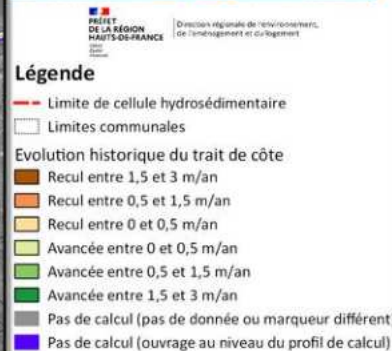 PRÉFET
DE LA RÉGION
HAUTS-DE-FRANCE
Direction régionale de l'environnement,
de l'aménagement et du logement
Légende
Limite de cellule hydrosédimentaire
Limites communales
Evolution historique du trait de côte
Recul entre 1,5 et 3 m/an
Recul entre 0,5 et 1,5 m/an
Recul entre 0 et 0,5 m/an
Avancée entre 0 et 0,5 m/an
Avancée entre 0,5 et 1,5 m/an
Avancée entre 1,5 et 3 m/an
Pas de calcul (pas de donnée ou marqueur différent
Pas de calcul (ouvrage au niveau du profil de calcul)